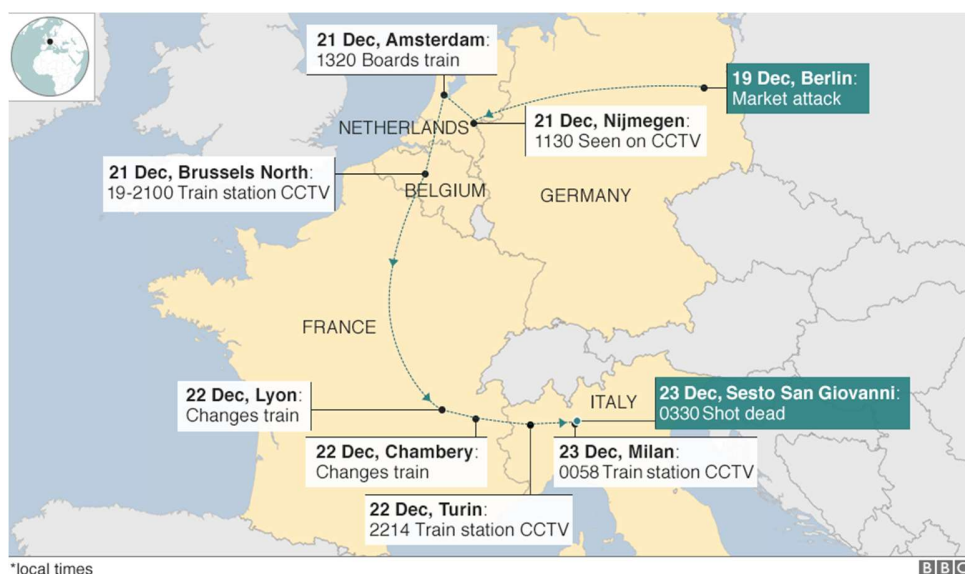 21 Dec, Amsterdam:
1320 Boards train
19 Dec, Berlin:
Market attack
NETHERLANDS
21 Dec, Nijmegen:
1130 Seen on CCTV
21 Dec, Brussels North:
19-2100 Train station CCTV
BELGIUM
GERMANY
FRANCE
22 Dec, Lyon:
Changes train
ITALY
23 Dec, Sesto San Giovanni:
0330 Shot dead
22 Dec, Chambery:
Changes train
23 Dec, Milan:
0058 Train station CCTV
22 Dec, Turin:
2214 Train station CCTV
*local times
BBC